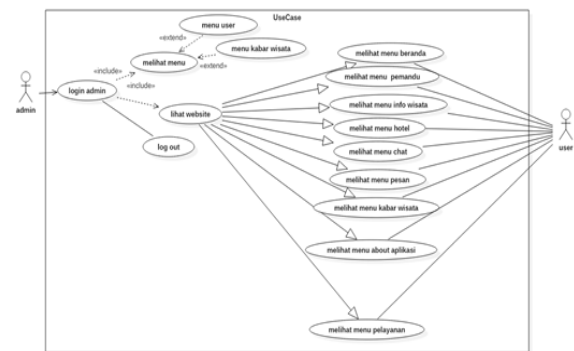 UseCase
menu user
«extend»
menu kabar wisata
melihat menu
«extend»
«include»
login admin
«include»
admin
lihat website
log out
melihat menu beranda
melihat menu pemandu
melihat menu info wisata
melihat menu hotel
melihat menu chat
melihat menu pesan
melihat menu kabar wisata
melihat menu about aplikasi
melihat menu pelayanan
user